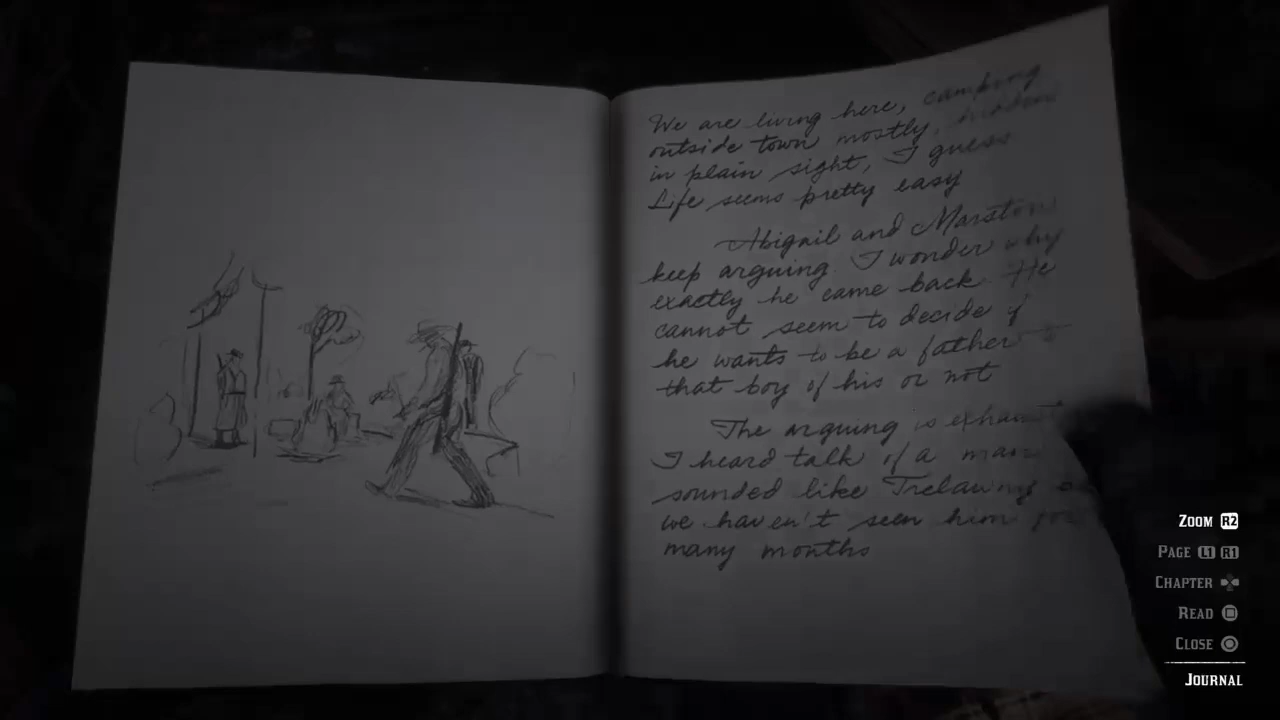 We are living here, camping
outside town mostly, hidden
in plain sight, I guess
Life seems pretty easy
Abigail and Marston
keep arguing. I wonder why
exactly he came back. He
cannot seem to decide if
he wants to be a father
that boy of his or not
The arguing is
I heard talk of a man
sounded like Trelawny
we haven't seen him for
many months
ZOOM R2
PAGE L1 R1
CHAPTER
READ
CLOSE
JOURNAL